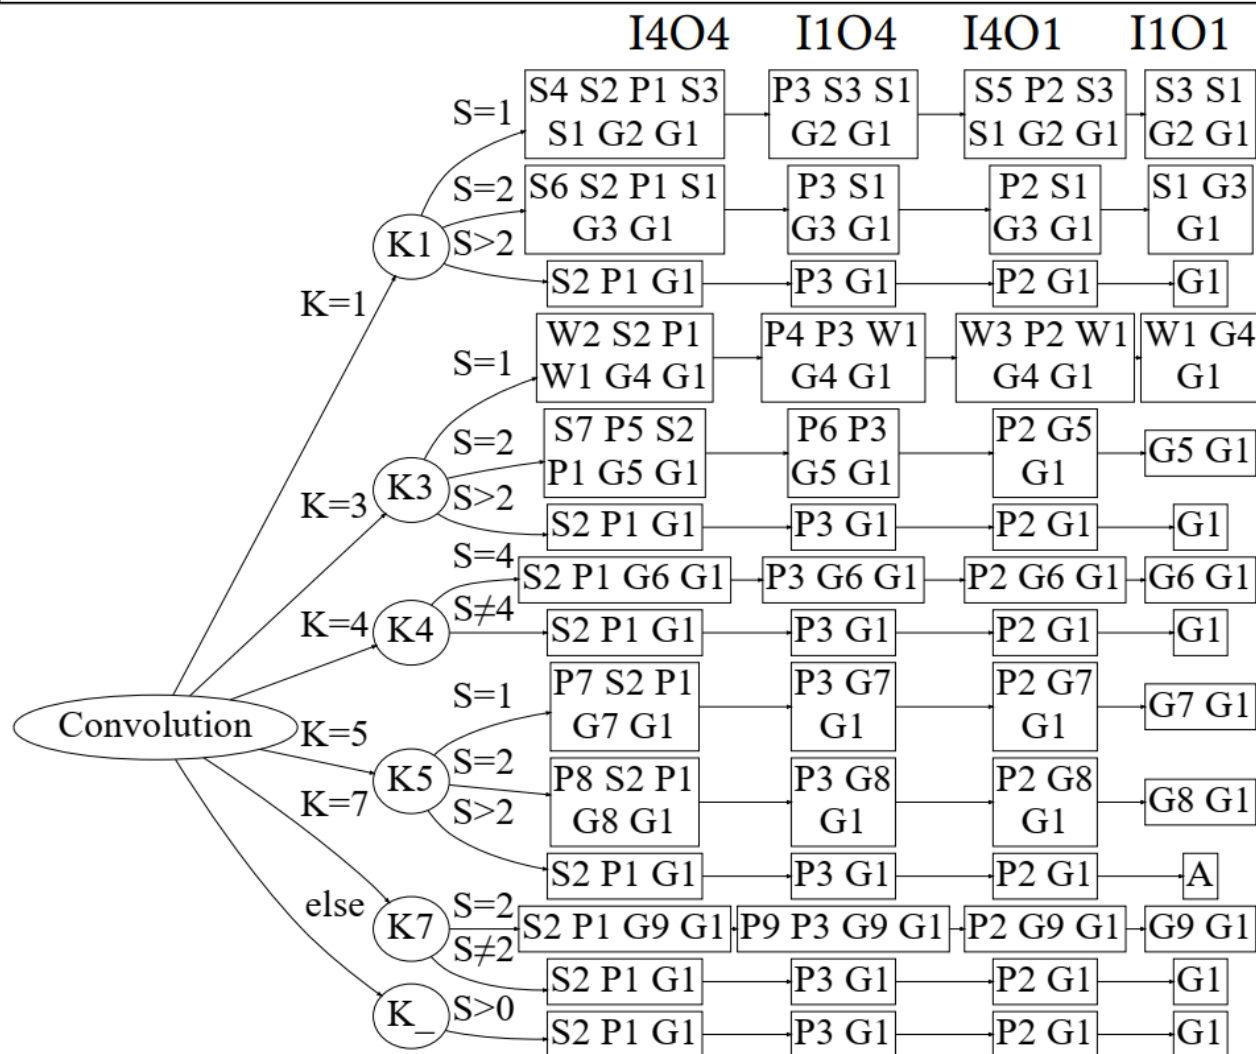 I4O4 I1O4 I4O1 I1O1
S=1
S4 S2 P1 S3
S1 G2 G1
P3 S3 S1
G2 G1
S5 P2 S3
S1 G2 G1
S3 S1
G2 G1
S=2
S6 S2 P1 S1
G3 G1
P3 S1
G3 G1
P2 S1
G3 G1
S1 G3
G1
K1
S>2
S2 P1 G1
P3 G1
P2 G1
G1
K=1
S=1
W2 S2 P1
W1 G4 G1
P4 P3 W1
G4 G1
W3 P2 W1
G4 G1
W1 G4
G1
S=2
S7 P5 S2
P1 G5 G1
P6 P3
G5 G1
P2 G5
G1
G5 G1
K=3
K3
S>2
S2 P1 G1
P3 G1
P2 G1
G1
S=4
S2 P1 G6 G1
P3 G6 G1
P2 G6 G1
G6 G1
K=4
K4
S≠4
S2 P1 G1
P3 G1
P2 G1
G1
Convolution
S=1
P7 S2 P1
G7 G1
P3 G7
G1
P2 G7
G1
G7 G1
K=5
K5
S=2
P8 S2 P1
G8 G1
P3 G8
G1
P2 G8
G1
G8 G1
S>2
S2 P1 G1
P3 G1
P2 G1
A
K=7
K7
S=2
S2 P1 G9 G1
P9 P3 G9 G1
P2 G9 G1
G9 G1
S≠2
S2 P1 G1
P3 G1
P2 G1
G1
else
K_
S>0
S2 P1 G1
P3 G1
P2 G1
G1